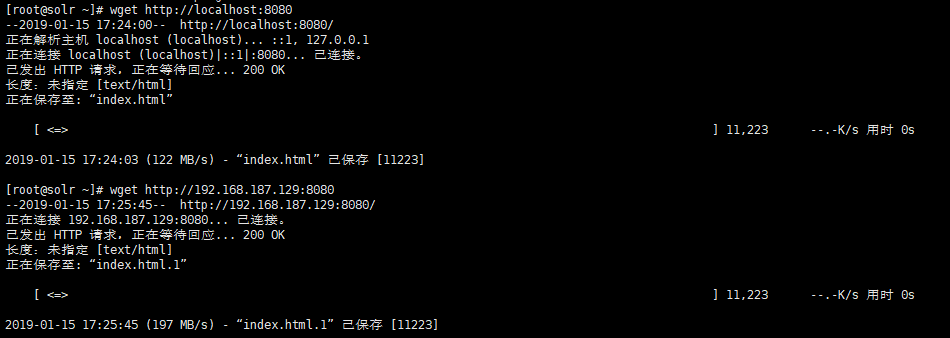 [root@solr ~]# wget http://localhost:8080
--2019-01-15 17:24:00--  http://localhost:8080/
正在解析主机 localhost (localhost)... ::1, 127.0.0.1
正在连接 localhost (localhost)|::1|:8080... 已连接。
已发出 HTTP 请求，正在等待回应... 200 OK
长度：未指定 [text/html]
正在保存至: “index.html”
[ <=> ] 11,223 --.-K/s 用时 0s
2019-01-15 17:24:03 (122 MB/s) - “index.html” 已保存 [11223]
[root@solr ~]# wget http://192.168.187.129:8080
--2019-01-15 17:25:45--  http://192.168.187.129:8080/
正在连接 192.168.187.129:8080... 已连接。
已发出 HTTP 请求，正在等待回应... 200 OK
长度：未指定 [text/html]
正在保存至: “index.html.1”
[ <=> ] 11,223 --.-K/s 用时 0s
2019-01-15 17:25:45 (197 MB/s) - “index.html.1” 已保存 [11223]